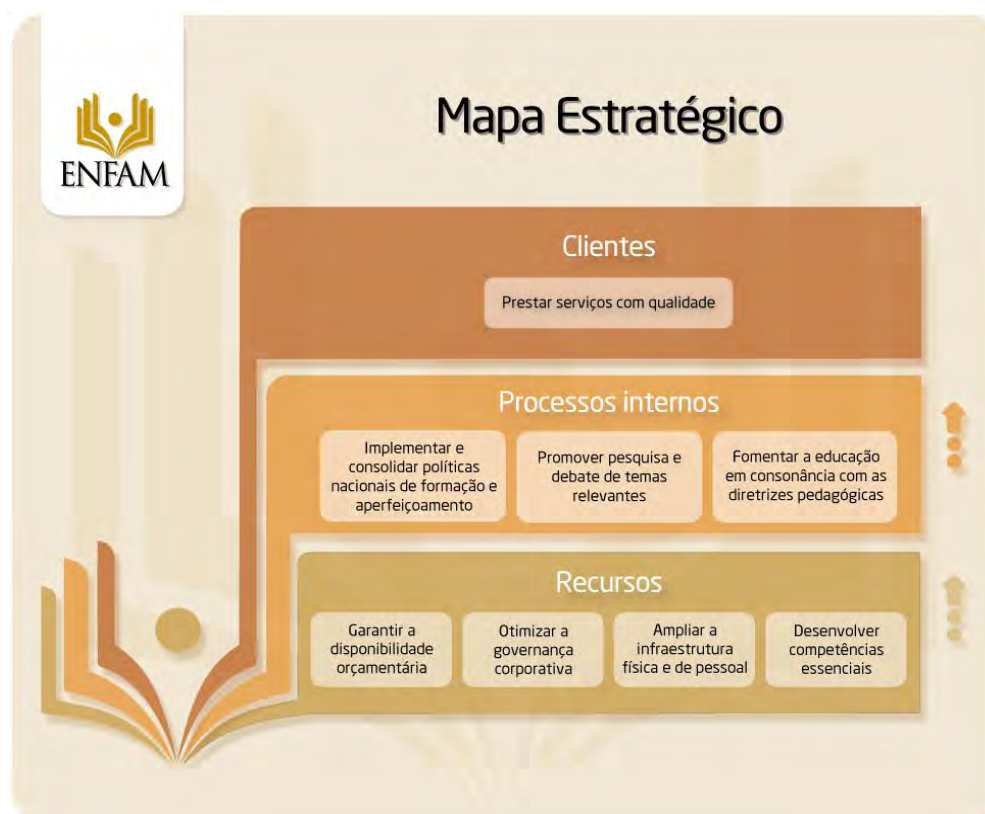 ENFAM
Mapa Estratégico
Clientes
Prestar serviços com qualidade
Processos internos
Implementar e
consolidar políticas
nacionais de formação e
aperfeiçoamento
Promover pesquisa e
debate de temas
relevantes
Fomentar a educação
em consonância com as
diretrizes pedagógicas
Recursos
Garantir a
disponibilidade
orçamentária
Otimizar a
governança
corporativa
Ampliar a
infraestrutura
física e de pessoal
Desenvolver
competências
essenciais